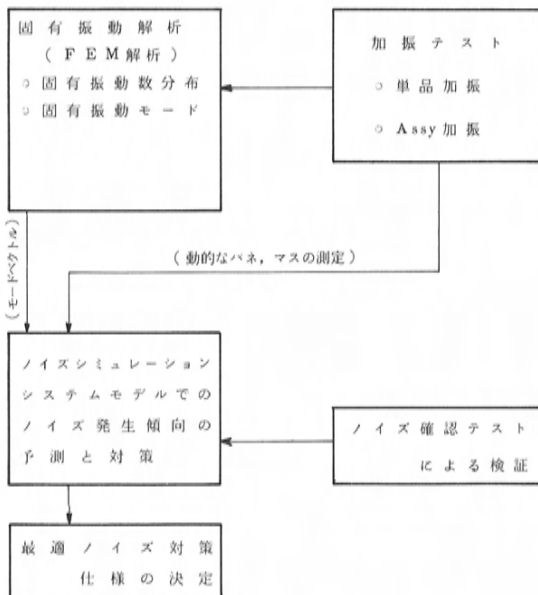 固有振動解析
(FEM解析)
○ 固有振動数分布
○ 固有振動モード
加振テスト
○ 単品加振
○ Assy加振
(モードベクトル)
(動的なバネ,マスの測定)
ノイズシミュレーション
システムモデルでの
ノイズ発生傾向の
予測と対策
ノイズ確認テスト
による検証
最適ノイズ対策
仕様の決定